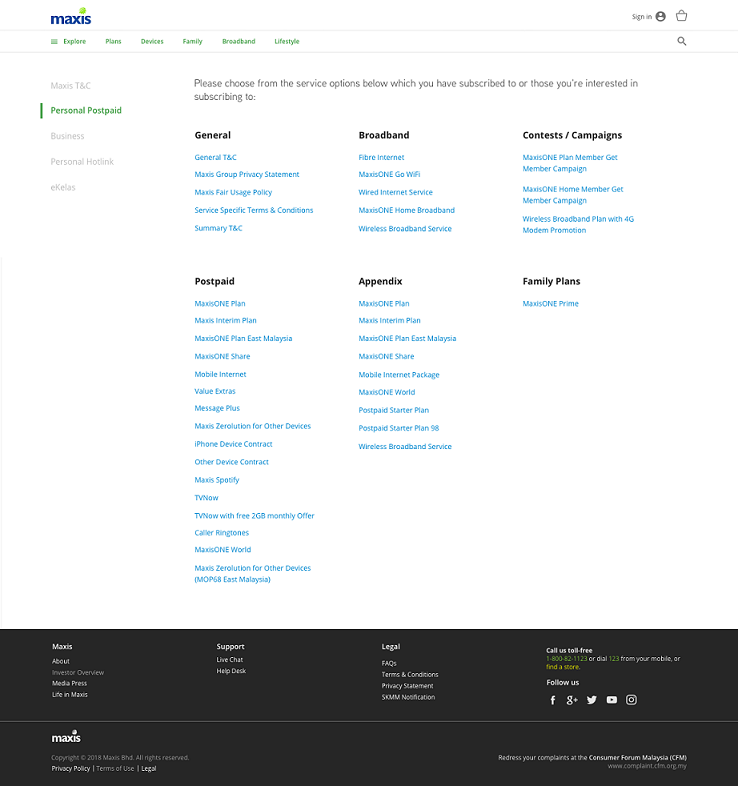 maxis
Sign in
Explore Plans Devices Family Broadband Lifestyle
Maxis T&C
Personal Postpaid
Business
Personal Hotlink
eKelas
Please choose from the service options below which you have subscribed to or those you're interested in
subscribing to:
General
General T&C
Maxis Group Privacy Statement
Maxis Fair Usage Policy
Service Specific Terms & Conditions
Summary T&C
Broadband
Fibre Internet
MaxisONE Go WiFi
Wired Internet Service
MaxisONE Home Broadband
Wireless Broadband Service
Contests / Campaigns
MaxisONE Plan Member Get
Member Campaign
MaxisONE Home Member Get
Member Campaign
Wireless Broadband Plan with 4G
Modem Promotion
Postpaid
MaxisONE Plan
Maxis Interim Plan
MaxisONE Plan East Malaysia
MaxisONE Share
Mobile Internet
Value Extras
Message Plus
Maxis Zerolution for Other Devices
iPhone Device Contract
Other Device Contract
Maxis Spotify
TVNow
TVNow with free 2GB monthly Offer
Caller Ringtones
MaxisONE World
Maxis Zerolution for Other Devices
(MOP68 East Malaysia)
Appendix
MaxisONE Plan
Maxis Interim Plan
MaxisONE Plan East Malaysia
MaxisONE Share
Mobile Internet Package
MaxisONE World
Postpaid Starter Plan
Postpaid Starter Plan 98
Wireless Broadband Service
Family Plans
MaxisONE Prime
Maxis
About
Investor Overview
Media Press
Life in Maxis
Support
Live Chat
Help Desk
Legal
FAQs
Terms & Conditions
Privacy Statement
SKMM Notification
Call us toll-free
1-800-82-1123 or dial 123 from your mobile, or
find a store.
Follow us
maxis
Copyright © 2018 Maxis Bhd. All rights reserved.
Privacy Policy | Terms of Use | Legal
Redress your complaints at the Consumer Forum Malaysia (CFM)
www.complaint.cfm.org.my